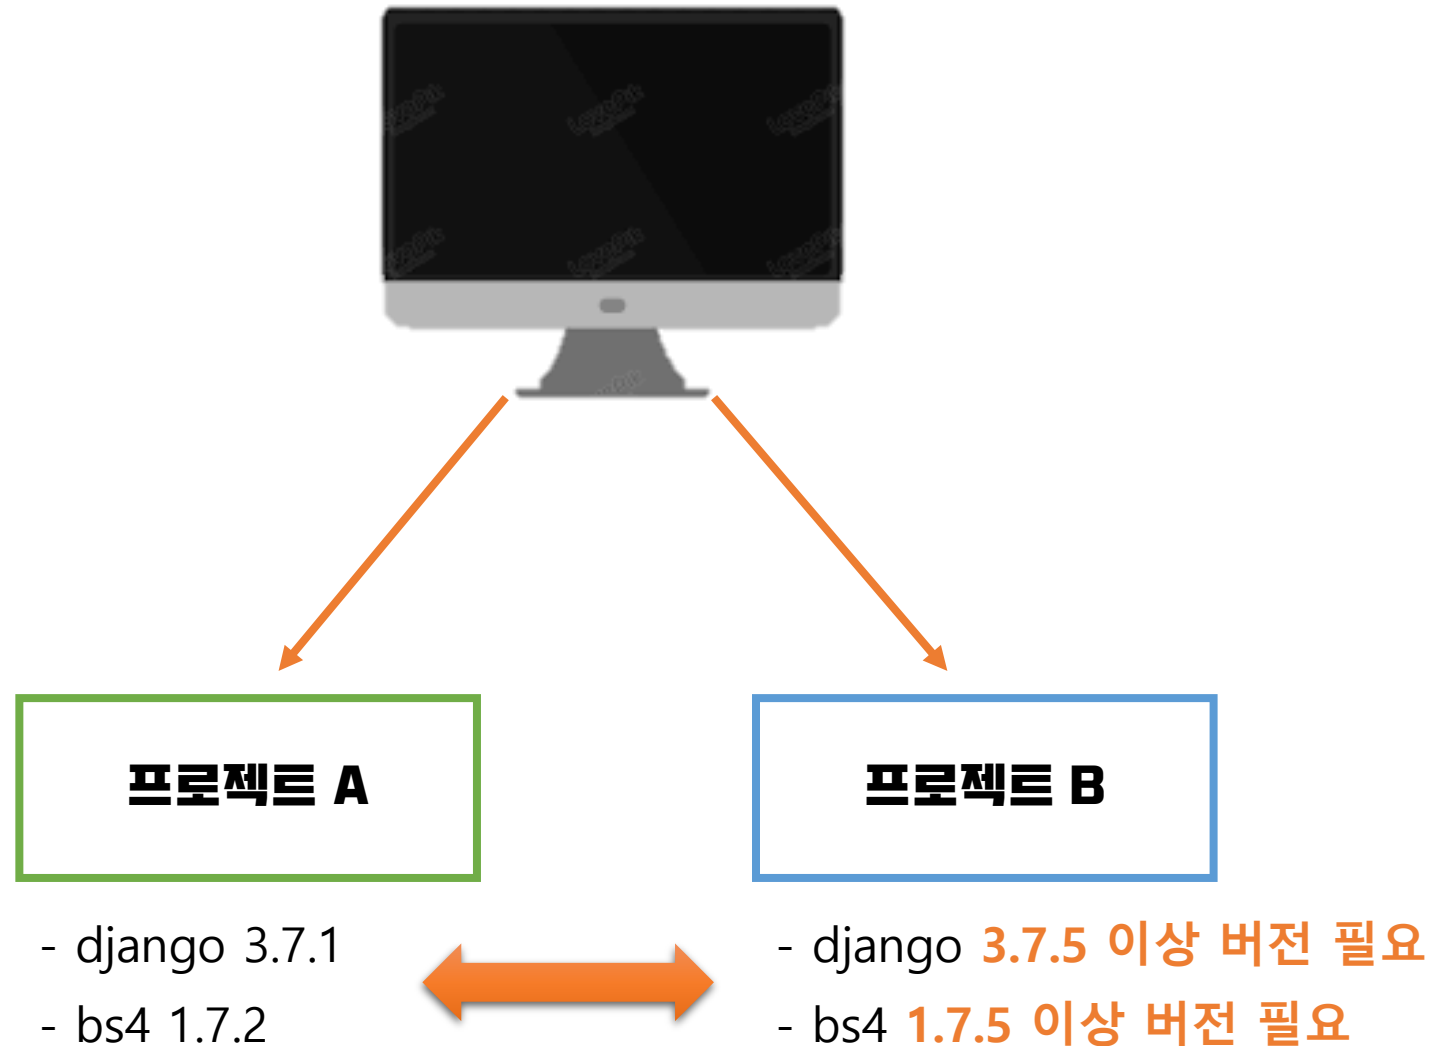 프로젝트 A
프로젝트 B
- django 3.7.1
- bs4 1.7.2
- django 3.7.5 이상 버전 필요
- bs4 1.7.5 이상 버전 필요